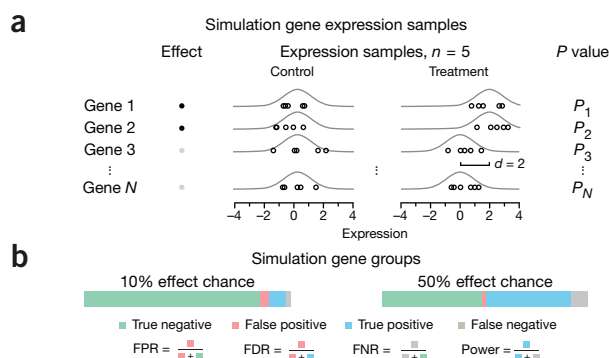 a
Simulation gene expression samples
Effect
Expression samples, n = 5
P value
Control
Treatment
Gene 1
P1
Gene 2
P2
Gene 3
P3
d = 2
Gene N
PN
−4 −2 0 2 4
−4 −2 0 2 4
Expression
b
Simulation gene groups
10% effect chance
50% effect chance
True negative
False positive
True positive
False negative
FPR =
+
FDR =
+
FNR =
+
Power =
+